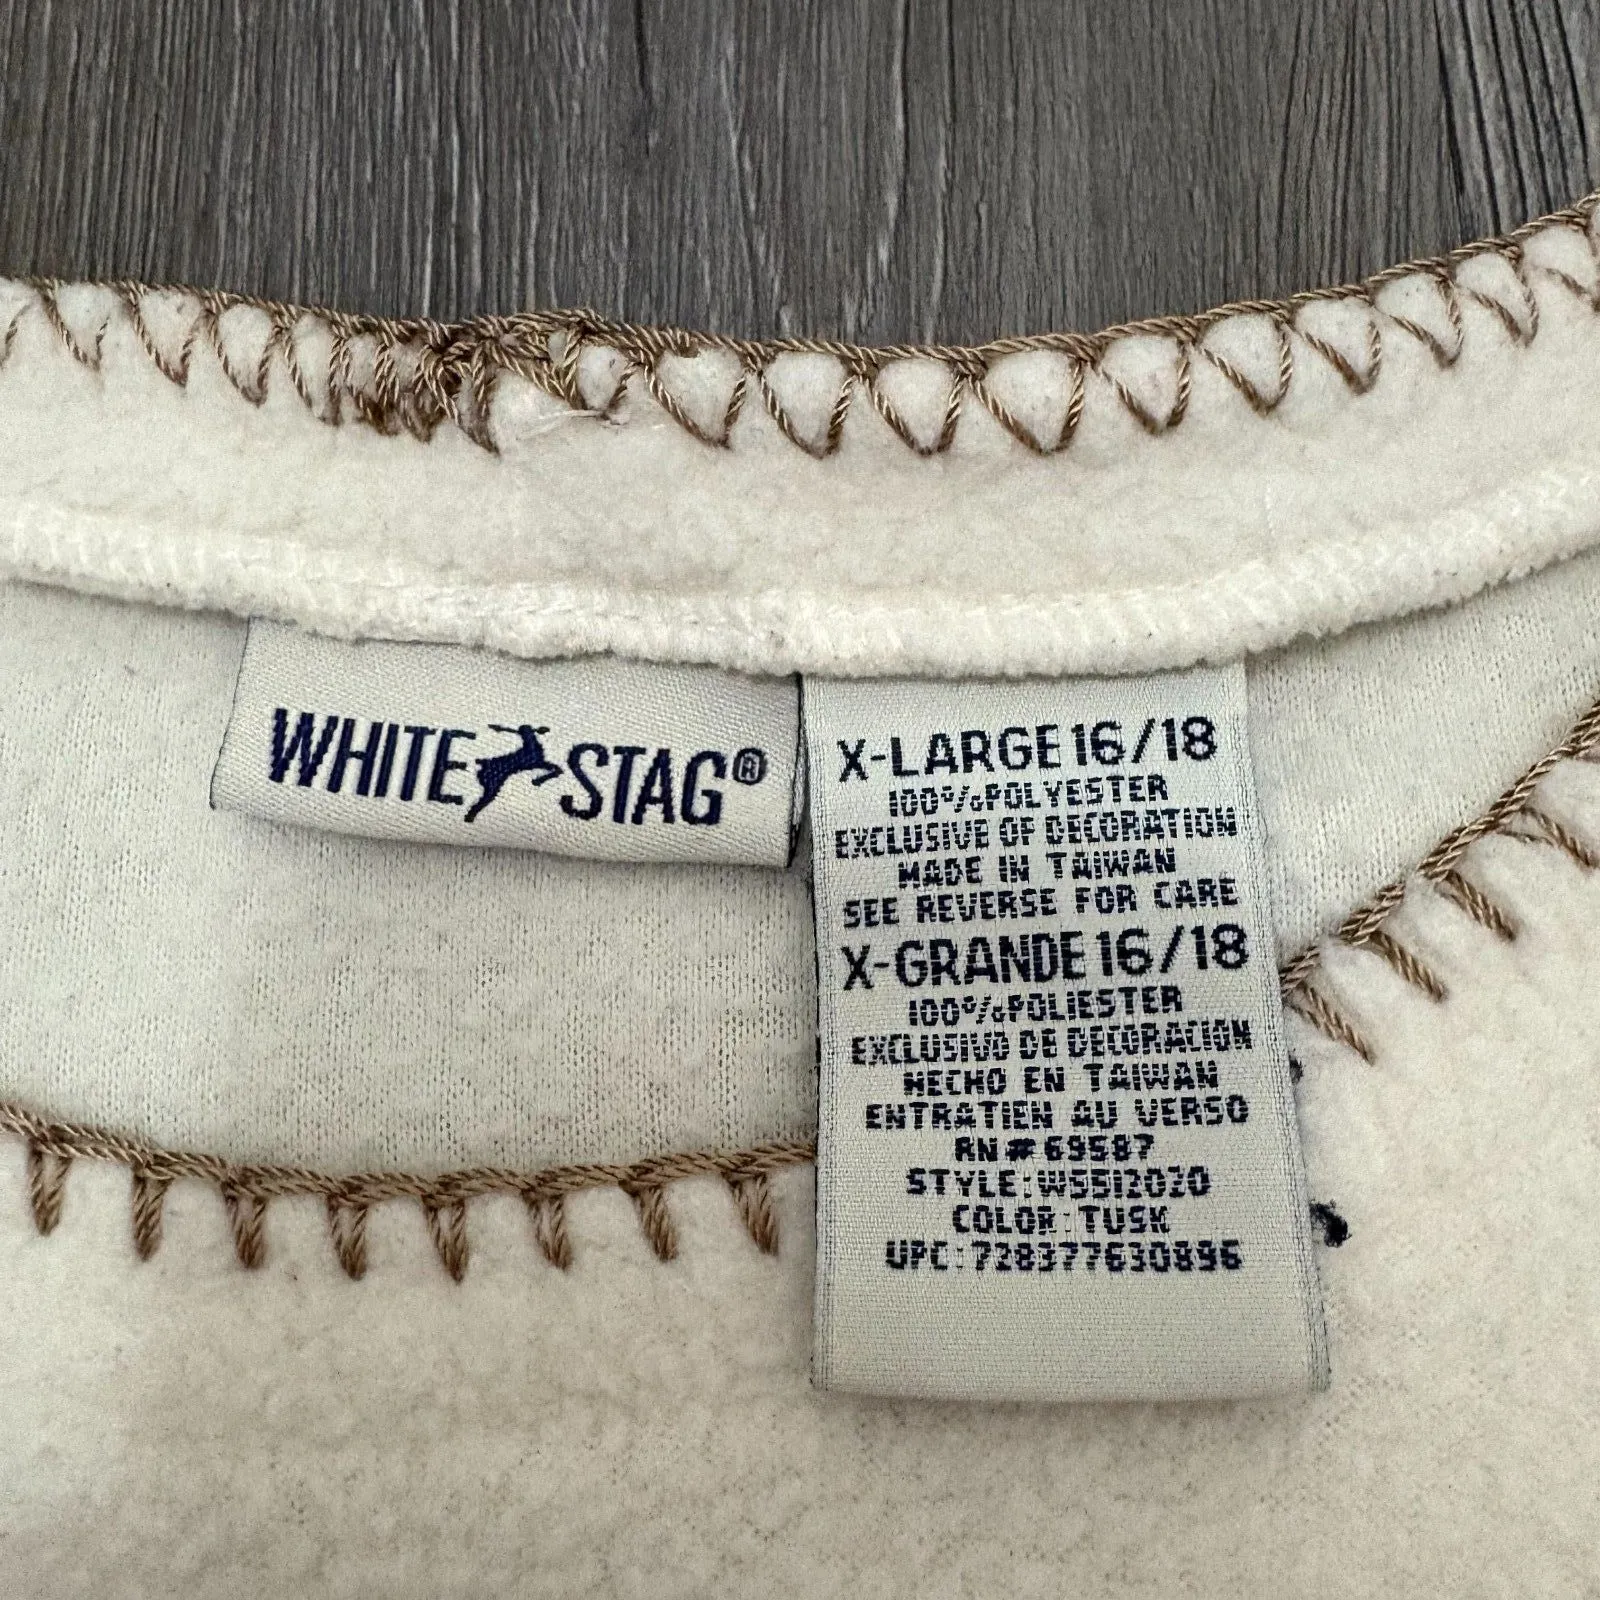 WHITE STAG®
X-LARGE 16/18
100% POLYESTER
EXCLUSIVE OF DECORATION
MADE IN TAIWAN
SEE REVERSE FOR CARE
X-GRANDE 16/18
100% POLIESTER
EXCLUSIVO DE DECORACION
HECHO EN TAIWAN
ENTRATIEN AU VERSO
RN#69587
STYLE:WS512020
COLOR:TUSK
UPC:728377630896